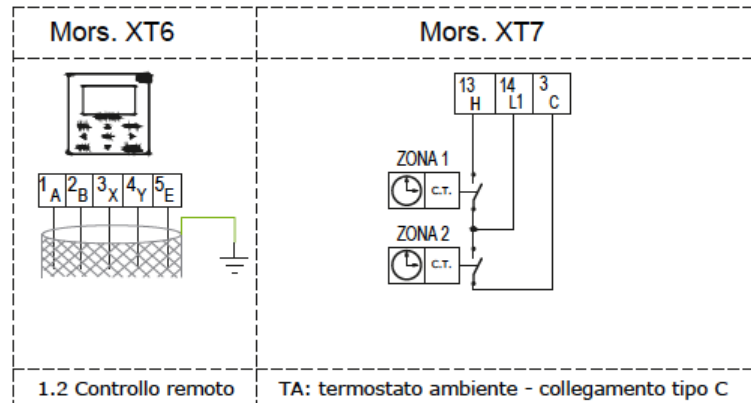 Mors. XT6
Mors. XT7
1 A 2 B 3 X 4 Y 5 E
13 H 14 L1 3 C
ZONA 1
C.T.
ZONA 2
C.T.
1.2 Controllo remoto
TA: termostato ambiente - collegamento tipo C